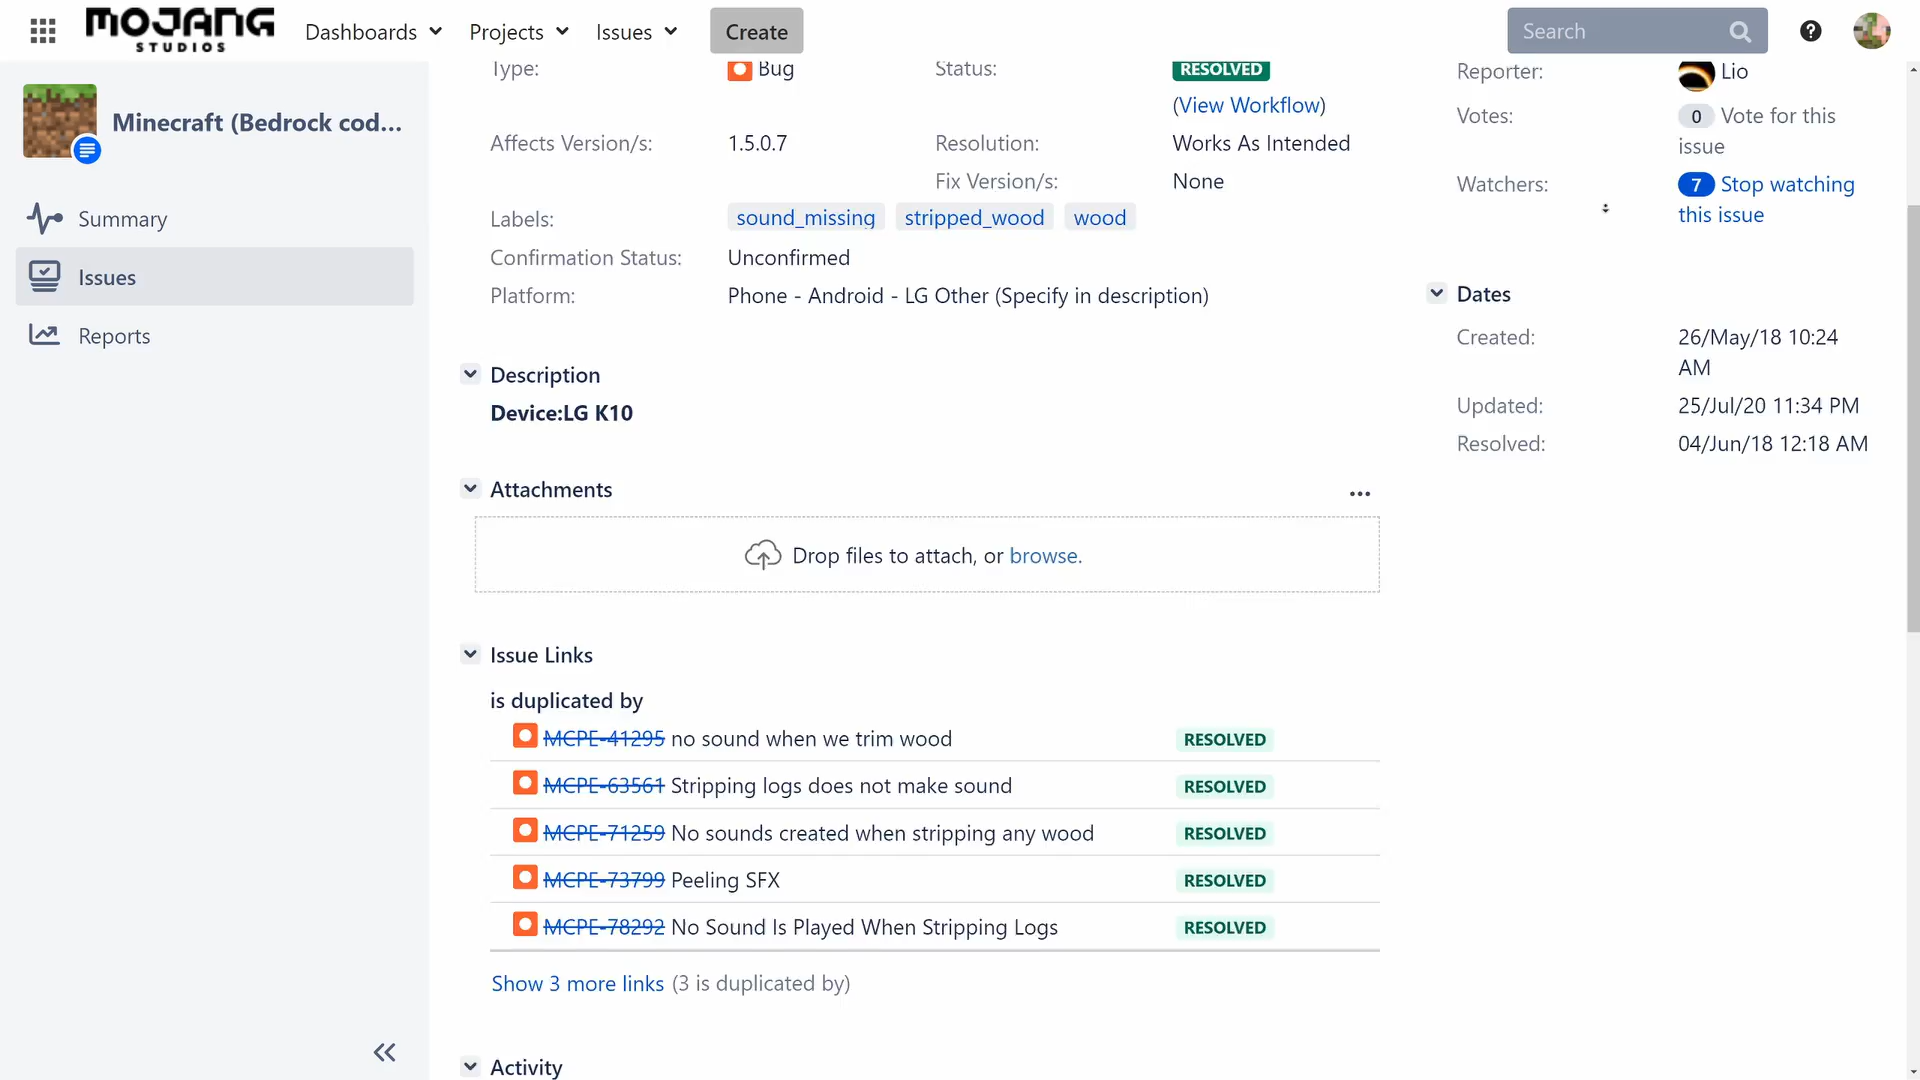 MOJANG STUDIOS Dashboards Projects Issues Create Search
Minecraft (Bedrock cod...
Summary
Issues
Reports
Type: Bug Status: RESOLVED
(View Workflow)
Affects Version/s: 1.5.0.7 Resolution: Works As Intended
Fix Version/s: None
Labels: sound_missing stripped_wood wood
Confirmation Status: Unconfirmed
Platform: Phone - Android - LG Other (Specify in description)
Description
Device:LG K10
Attachments
Drop files to attach, or browse.
Issue Links
is duplicated by
MCPE-41295 no sound when we trim wood RESOLVED
MCPE-63561 Stripping logs does not make sound RESOLVED
MCPE-71259 No sounds created when stripping any wood RESOLVED
MCPE-73799 Peeling SFX RESOLVED
MCPE-78292 No Sound Is Played When Stripping Logs RESOLVED
Show 3 more links (3 is duplicated by)
Activity
Reporter: Lio
Votes: 0 Vote for this
issue
Watchers: 7 Stop watching
this issue
Dates
Created: 26/May/18 10:24
AM
Updated: 25/Jul/20 11:34 PM
Resolved: 04/Jun/18 12:18 AM